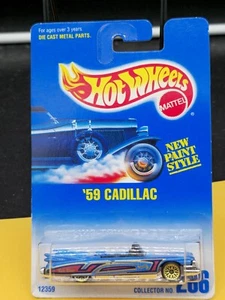 For ages over 3 years.
DIE CAST METAL PARTS.
Hot Wheels
MATTEL
NEW
PAINT
STYLE
'59 CADILLAC
12359
COLLECTOR NO.